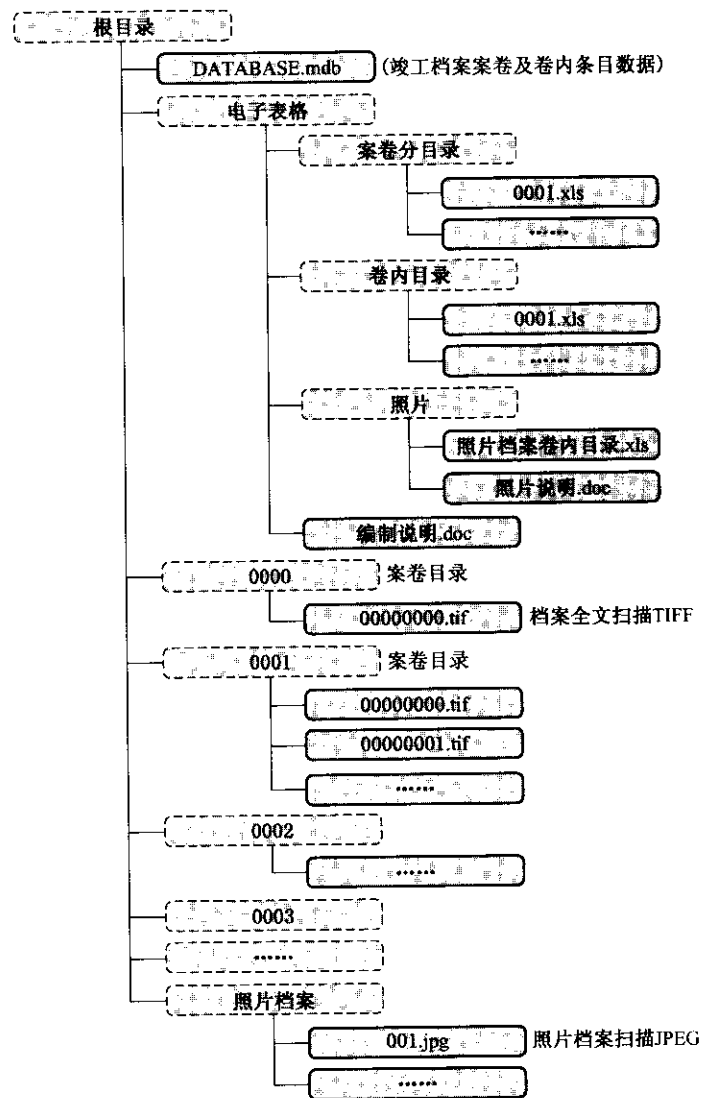 根目录
DATABASE.mdb (竣工档案案卷及卷内条目数据)
电子表格
案卷分目录
0001.xls
······
卷内目录
0001.xls
······
照片
照片档案卷内目录.xls
照片说明.doc
编制说明.doc
0000 案卷目录
00000000.tif 档案全文扫描TIFF
0001 案卷目录
00000000.tif
00000001.tif
······
0002
······
0003
······
照片档案
001.jpg 照片档案扫描JPEG
······